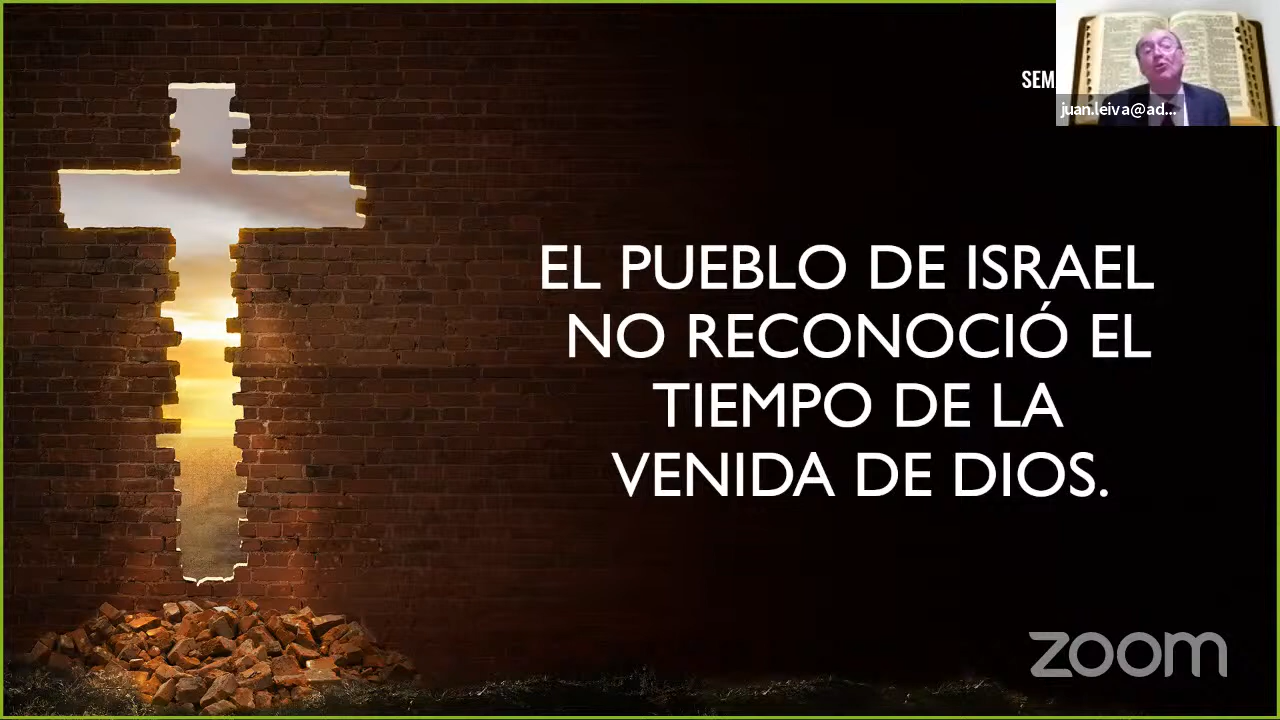 SEM
juan.leiva@ad...
EL PUEBLO DE ISRAEL
NO RECONOCIÓ EL
TIEMPO DE LA
VENIDA DE DIOS.
zoom